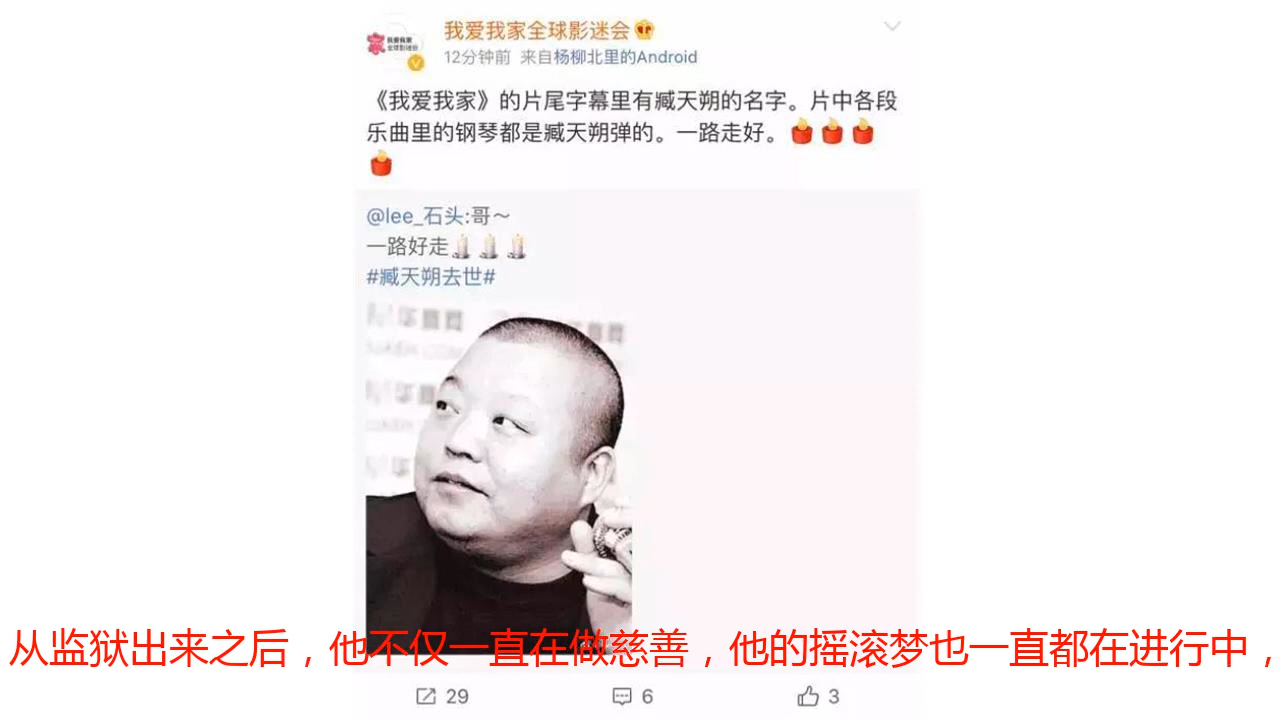 我爱我家全球影迷会
12分钟前 来自杨柳北里的Android
《我爱我家》的片尾字幕里有臧天朔的名字。片中各段
乐曲里的钢琴都是臧天朔弹的。一路走好。
@lee_石头:哥～
一路好走
#臧天朔去世#
从监狱出来之后，他不仅一直在做慈善，他的摇滚梦也一直都在进行中，
29 6 3